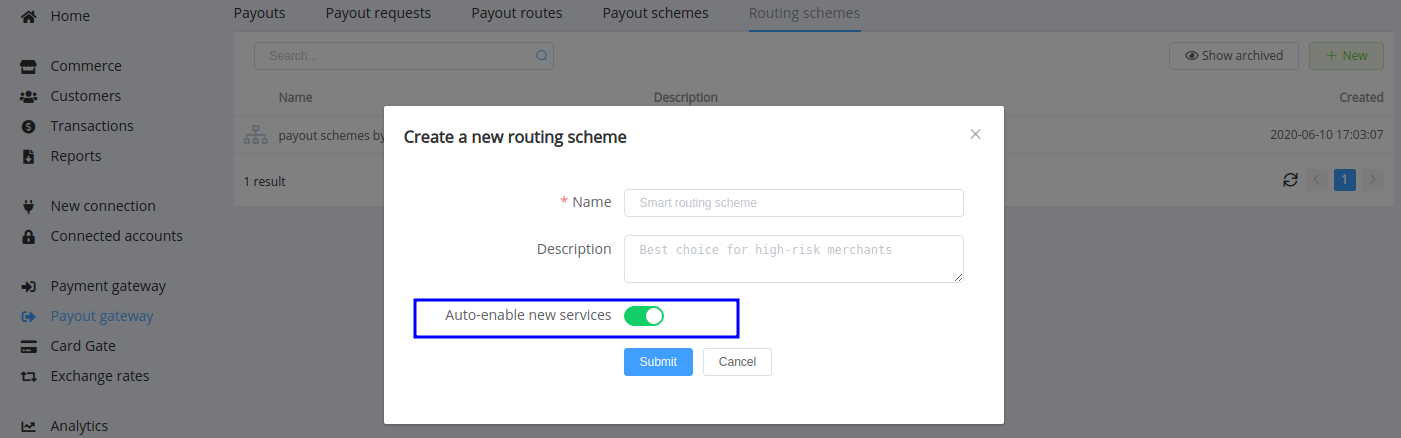 Home
Commerce
Customers
Transactions
Reports
New connection
Connected accounts
Payment gateway
Payout gateway
Card Gate
Exchange rates
Analytics
Payouts Payout requests Payout routes Payout schemes Routing schemes
Search... Show archived + New
Name Description Created
payout schemes by 2020-06-10 17:03:07
1 result 1
Create a new routing scheme
* Name Smart routing scheme
Description Best choice for high-risk merchants
Auto-enable new services
Submit Cancel